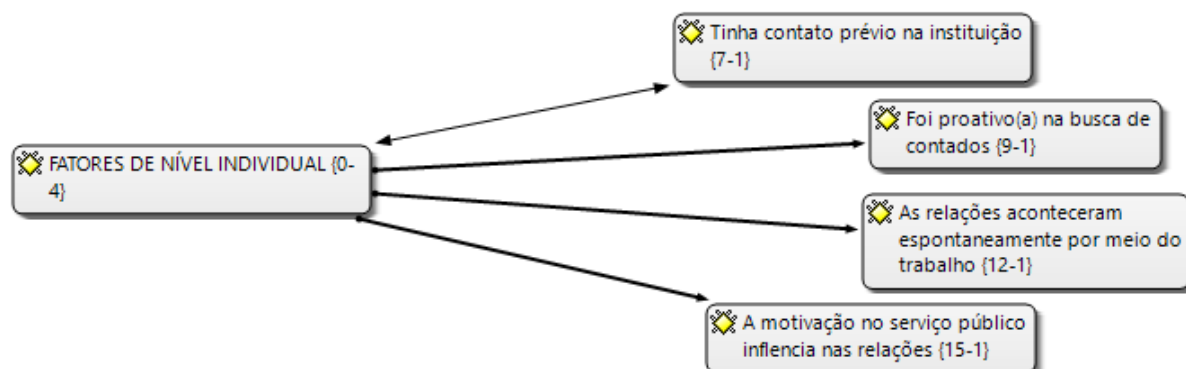 Tinha contato prévio na instituição
{7-1}
Foi proativo(a) na busca de
contados {9-1}
FATORES DE NÍVEL INDIVIDUAL {0-
4}
As relações aconteceram
espontaneamente por meio do
trabalho {12-1}
A motivação no serviço público
inflencia nas relações {15-1}